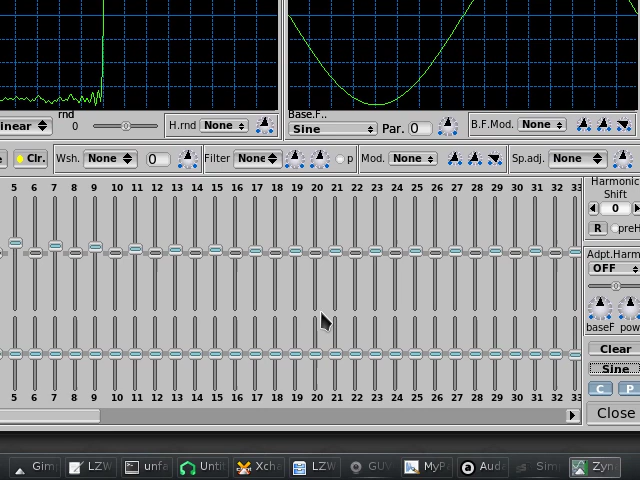 rnd
inear
0
H.rnd None
Base.F..
Sine
Par. 0
B.F.Mod. None
Clr. Wsh. None 0 Filter None p Mod. None Sp.adj. None
5 6 7 8 9 10 11 12 13 14 15 16 17 18 19 20 21 22 23 24 25 26 27 28 29 30 31 32 33
Harmonic
Shift
0
R preH
Adpt.Harm
OFF
baseF pow
Clear
Sine
C P
5 6 7 8 9 10 11 12 13 14 15 16 17 18 19 20 21 22 23 24 25 26 27 28 29 30 31 32 33
Close
Gim LZW unfa Unti Xcha LZW GUV MyPa Auda Simp Zyn